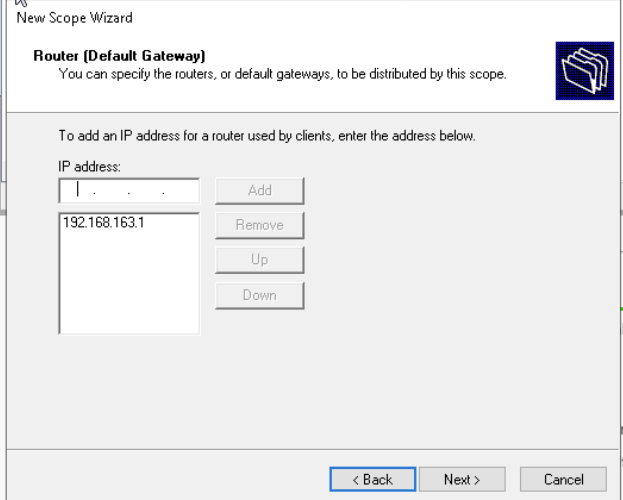 New Scope Wizard
Router (Default Gateway)
You can specify the routers, or default gateways, to be distributed by this scope.
To add an IP address for a router used by clients, enter the address below.
IP address:
. . .
Add
192.168.163.1
Remove
Up
Down
< Back
Next >
Cancel